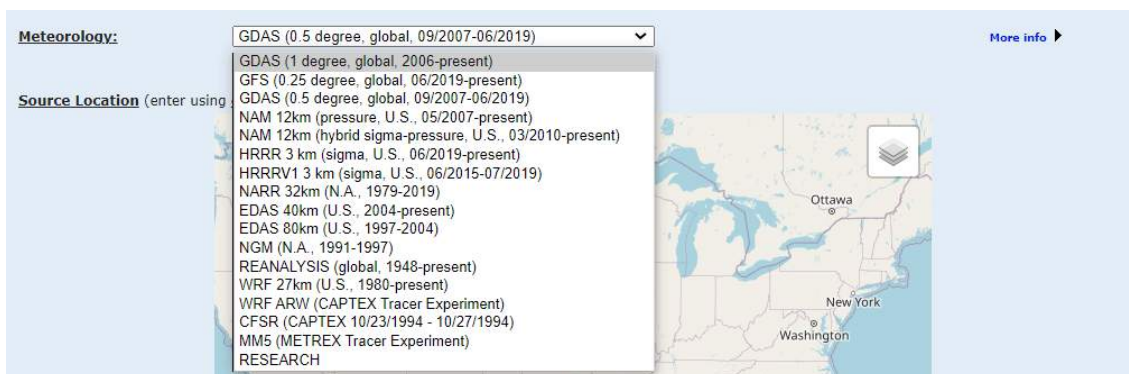 Meteorology:
GDAS (0.5 degree, global, 09/2007-06/2019)
More info
GDAS (1 degree, global, 2006-present)
GFS (0.25 degree, global, 06/2019-present)
Source Location (enter using
GDAS (0.5 degree, global, 09/2007-06/2019)
NAM 12km (pressure, U.S., 05/2007-present)
NAM 12km (hybrid sigma-pressure, U.S., 03/2010-present)
HRRR 3 km (sigma, U.S., 06/2019-present)
HRRRV1 3 km (sigma, U.S., 06/2015-07/2019)
NARR 32km (N.A., 1979-2019)
EDAS 40km (U.S., 2004-present)
EDAS 80km (U.S., 1997-2004)
NGM (N.A., 1991-1997)
REANALYSIS (global, 1948-present)
WRF 27km (U.S., 1980-present)
WRF ARW (CAPTEX Tracer Experiment)
CFSR (CAPTEX 10/23/1994 - 10/27/1994)
MM5 (METREX Tracer Experiment)
RESEARCH
Ottawa
New York
Washington